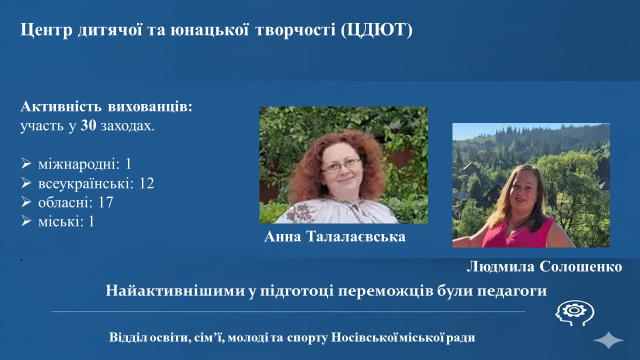 Центр дитячої та юнацької творчості (ЦДЮТ)
Активність вихованців:
участь у 30 заходах.
➢ міжнародні: 1
➢ всеукраїнські: 12
➢ обласні: 17
➢ міські: 1
.
Анна Талалаєвська
Людмила Солошенко
Найактивнішими у підготоці переможців були педагоги
Відділ освіти, сім’ї, молоді та спорту Носівської міської ради